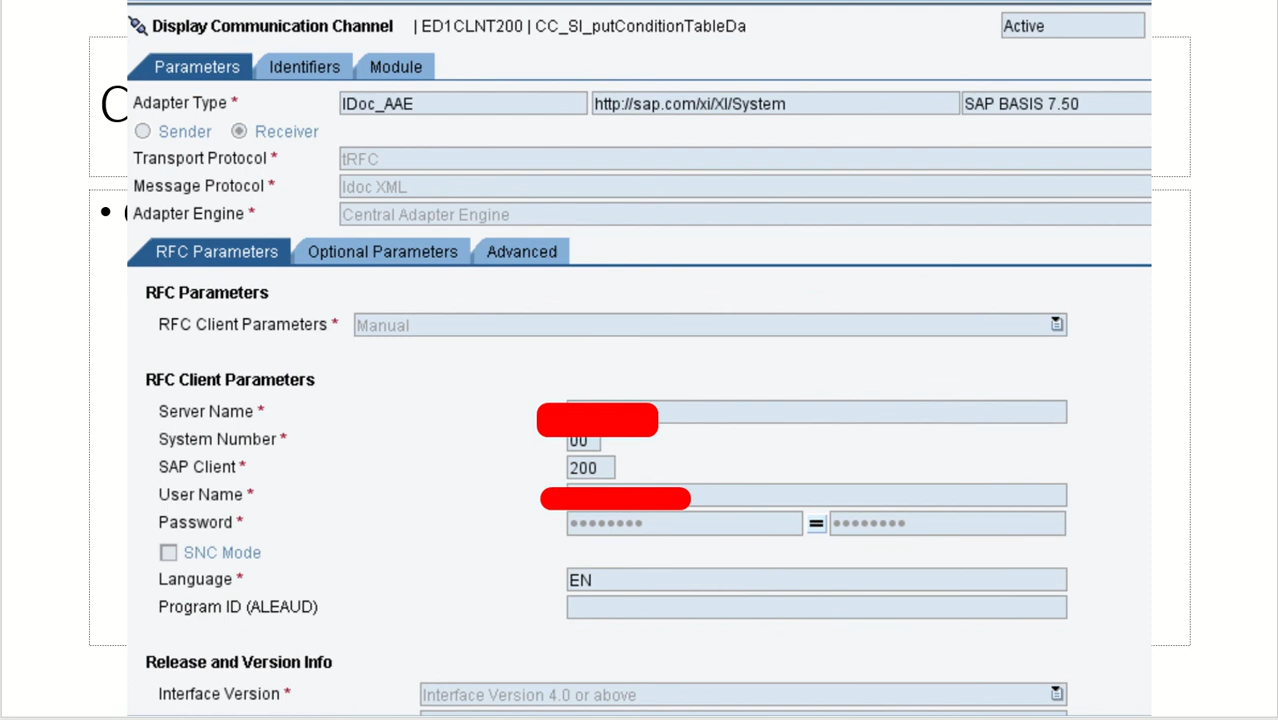 Display Communication Channel | ED1CLNT200 | CC_SI_putConditionTableDa Active
Parameters Identifiers Module
Adapter Type * IDoc_AAE http://sap.com/xi/XI/System SAP BASIS 7.50
Sender Receiver
Transport Protocol * tRFC
Message Protocol * Idoc XML
Adapter Engine * Central Adapter Engine
RFC Parameters Optional Parameters Advanced
RFC Parameters
RFC Client Parameters * Manual
RFC Client Parameters
Server Name *
System Number * 00
SAP Client * 200
User Name *
Password * •••••••• = ••••••••
SNC Mode
Language * EN
Program ID (ALEAUD)
Release and Version Info
Interface Version * Interface Version 4.0 or above